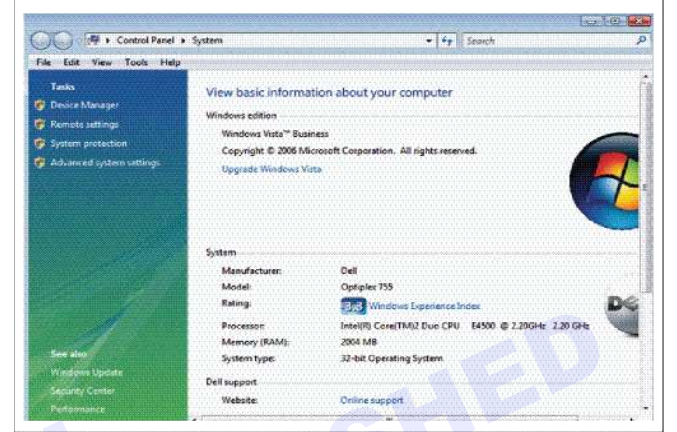 Control Panel ▸ System
Search
File Edit View Tools Help
Tasks
Device Manager
Remote settings
System protection
Advanced system settings
See also
Windows Update
Security Center
Performance
View basic information about your computer
Windows edition
Windows Vista™ Business
Copyright © 2006 Microsoft Corporation. All rights reserved.
Upgrade Windows Vista
System
Manufacturer: Dell
Model: Optiplex 755
Rating: Windows Experience Index
Processor: Intel(R) Core(TM)2 Duo CPU E4500 @ 2.20GHz 2.20 GHz
Memory (RAM): 2004 MB
System type: 32-bit Operating System
Dell support
Website: Online support